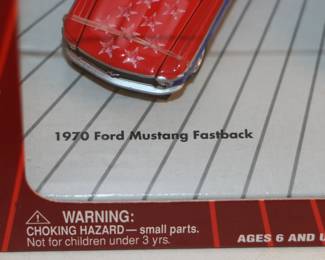 1970 Ford Mustang Fastback
WARNING:
CHOKING HAZARD — small parts.
Not for children under 3 yrs.
AGES 6 AND U